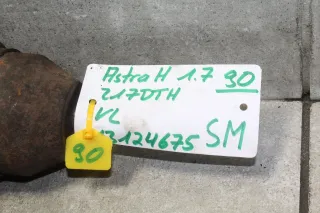 Astra H 1.7 90
Z17DTH
VL
13124675 SM
90